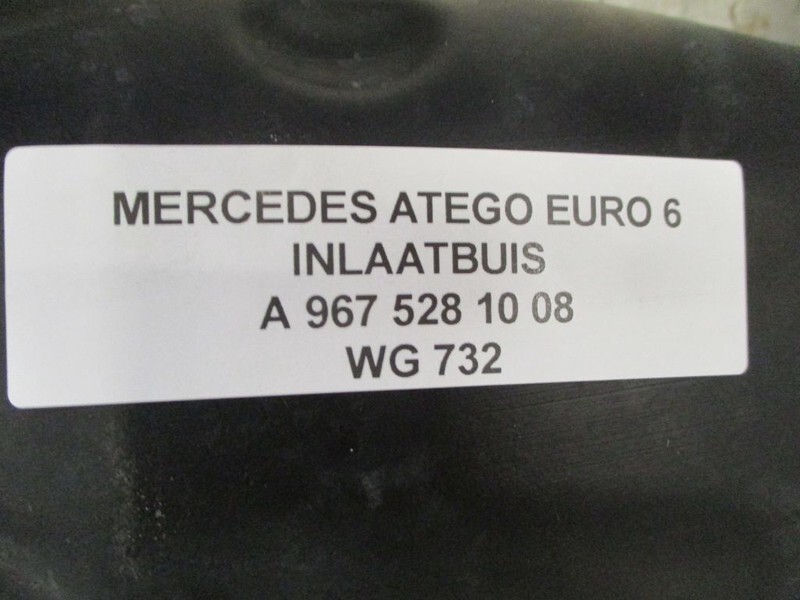 MERCEDES ATEGO EURO 6
INLAATBUIS
A 967 528 10 08
WG 732